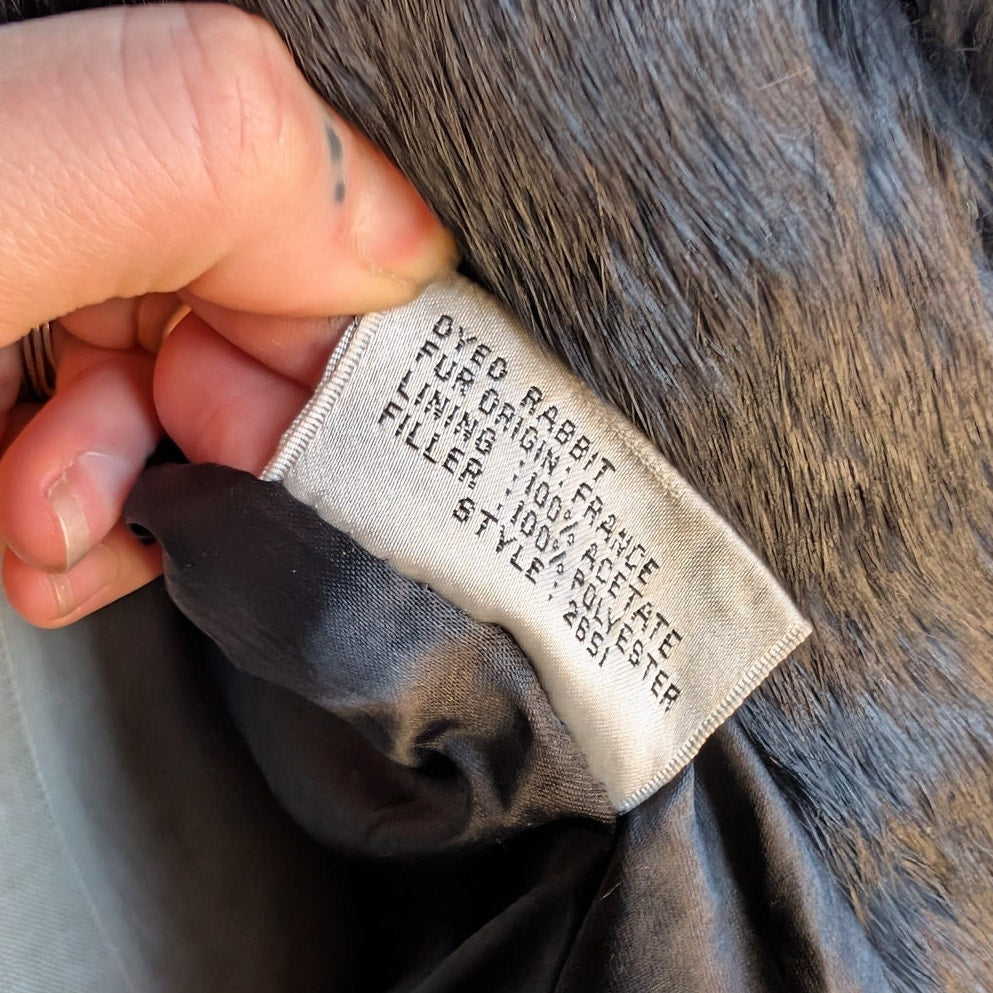 DYED RABBIT
FUR ORIGIN: FRANCE
LINING :100% ACETATE
FILLER :100% POLYESTER
STYLE: 2651